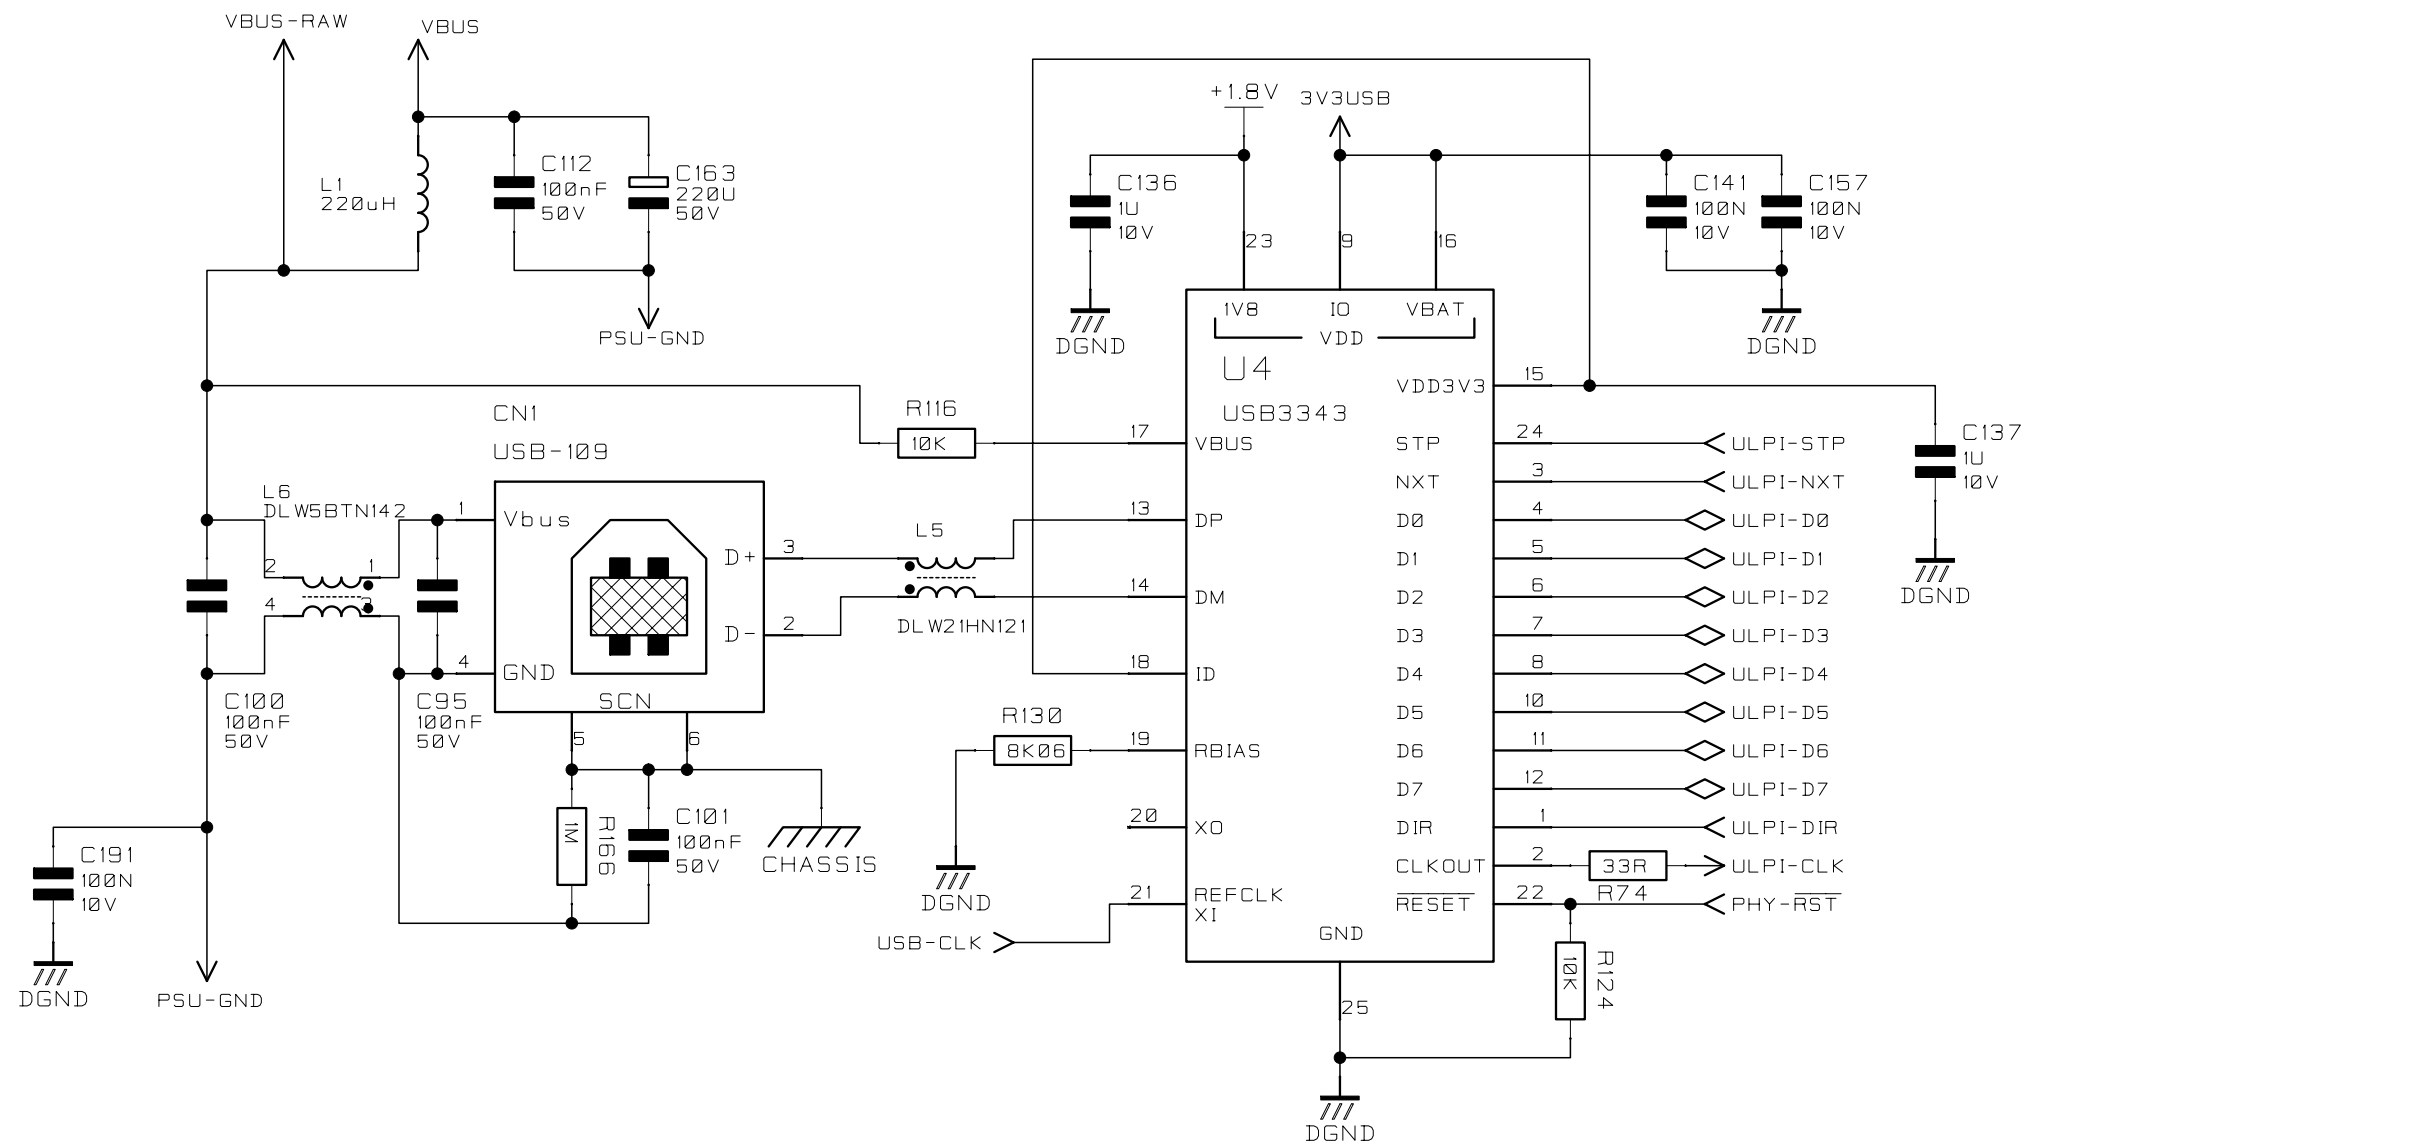 VBUS-RAW
VBUS
L1
220uH
C112
100nF
50V
C163
220U
50V
PSU-GND
+1.8V
3V3USB
C136
1U
10V
DGND
23
9
16
C141
100N
10V
C157
100N
10V
DGND
1V8
IO
VBAT
VDD
U4
USB3343
CN1
USB-109
R116
10K
17
VBUS
VDD3V3
15
STP
24
ULPI-STP
NXT
3
ULPI-NXT
C137
1U
10V
DGND
L6
DLW5BTN142
2
1
4
3
1
Vbus
4
GND
D+
3
D-
2
SCN
5
6
L5
DLW21HN121
13
DP
14
DM
18
ID
D0
4
ULPI-D0
D1
5
ULPI-D1
D2
6
ULPI-D2
D3
7
ULPI-D3
D4
8
ULPI-D4
D5
10
ULPI-D5
D6
11
ULPI-D6
D7
12
ULPI-D7
DIR
1
ULPI-DIR
CLKOUT
2
33R
R74
ULPI-CLK
RESET
22
PHY-RST
C100
100nF
50V
C95
100nF
50V
R130
8K06
19
RBIAS
DGND
20
XO
21
REFCLK
XI
USB-CLK
GND
25
DGND
R124
10K
R166
1M
C101
100nF
50V
CHASSIS
C191
100N
10V
DGND
PSU-GND